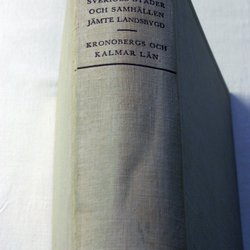 SVERIGES STÄDER
OCH SAMHÄLLEN
JÄMTE LANDSBYGD
KRONOBERGS OCH
KALMAR LÄN